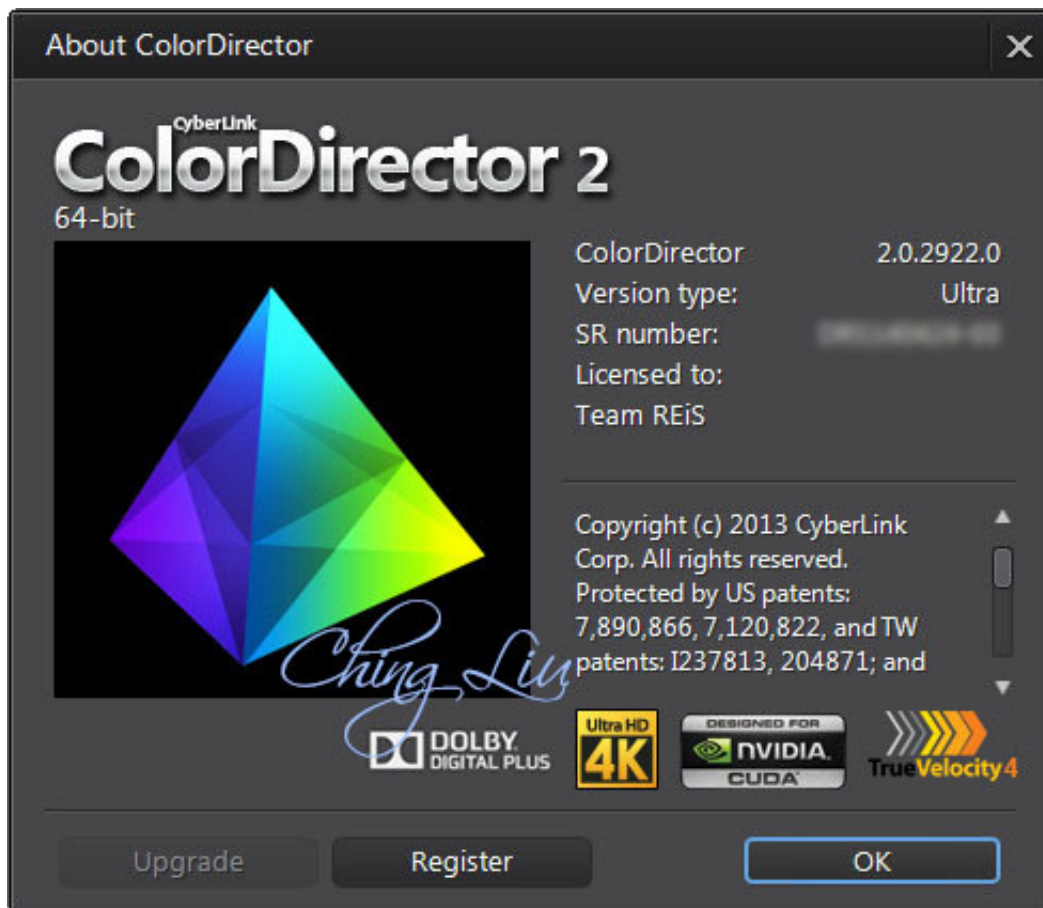 About ColorDirector
CyberLink
ColorDirector 2
64-bit
ColorDirector 2.0.2922.0
Version type: Ultra
SR number:
Licensed to:
Team REiS
Copyright (c) 2013 CyberLink
Corp. All rights reserved.
Protected by US patents:
7,890,866, 7,120,822, and TW
patents: I237813, 204871; and
Ching Liu
DOLBY
DIGITAL PLUS
Ultra HD
4K
DESIGNED FOR
NVIDIA.
CUDA
TrueVelocity 4
Upgrade
Register
OK